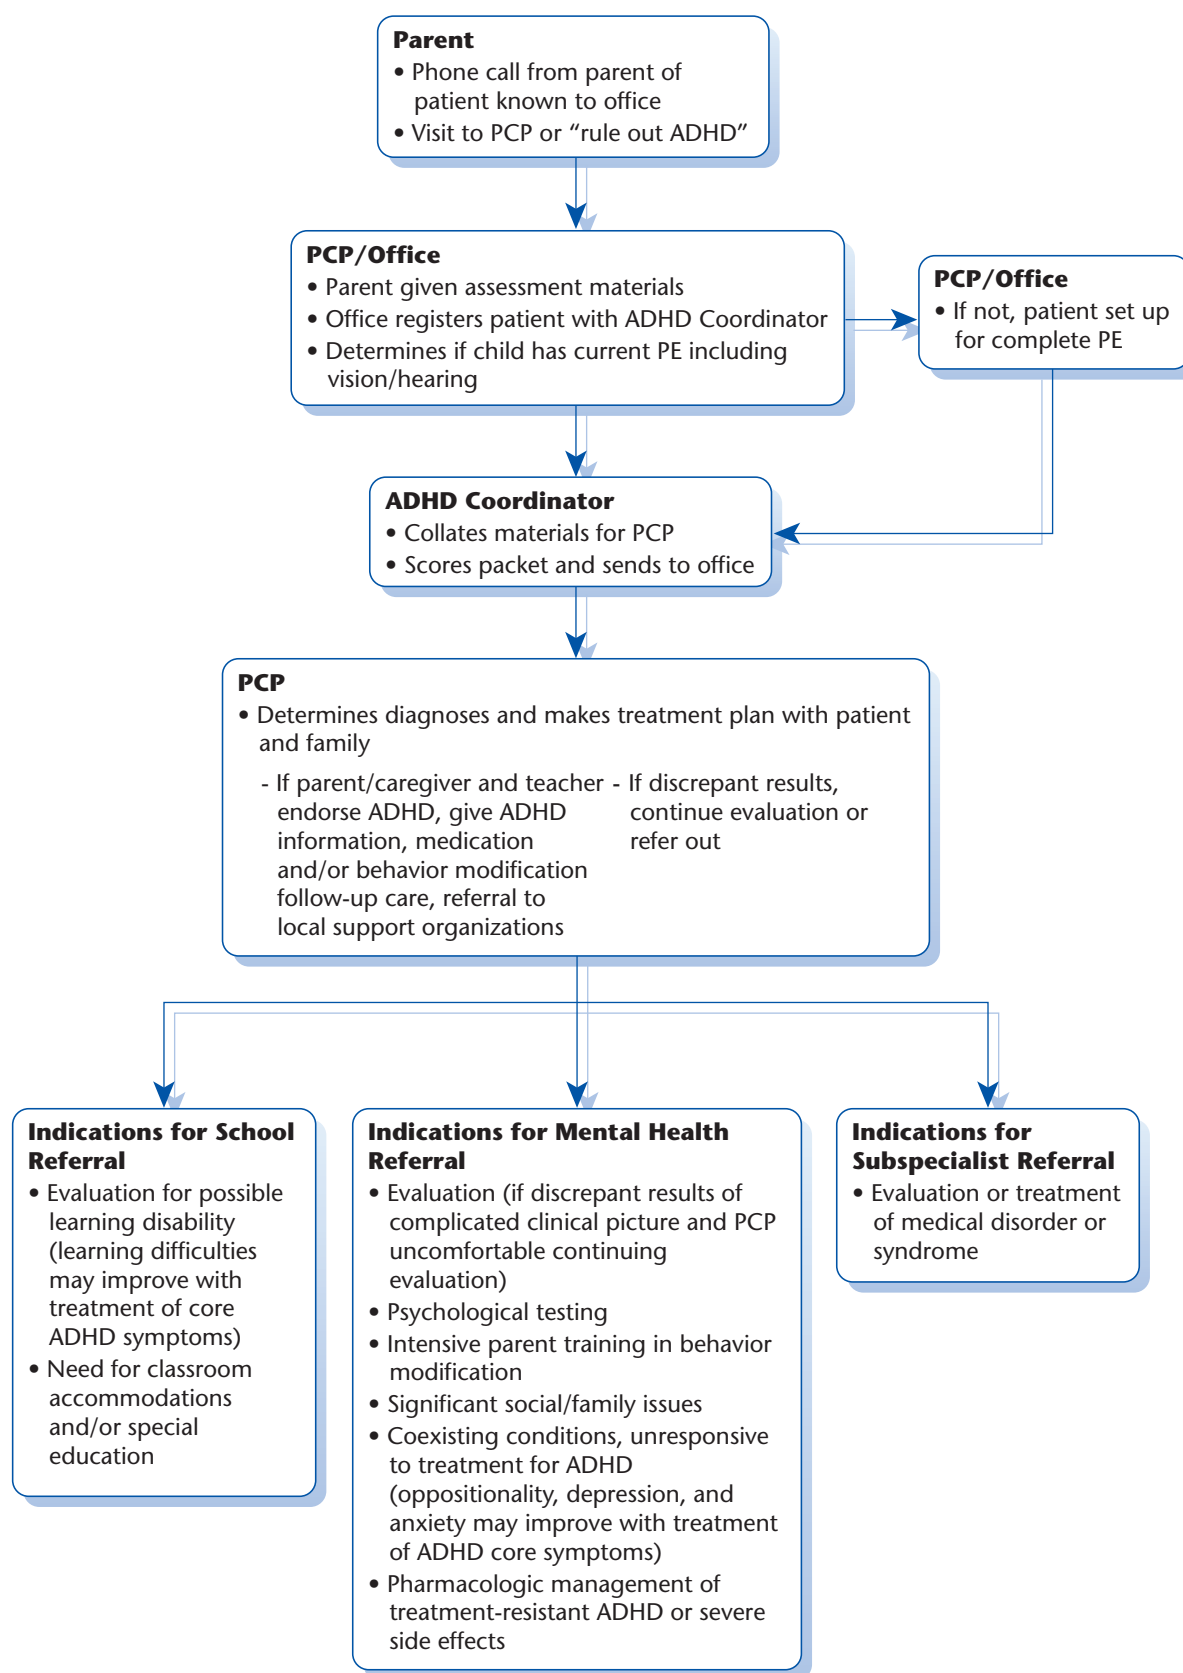 Parent
• Phone call from parent of
patient known to office
• Visit to PCP or “rule out ADHD”
PCP/Office
• Parent given assessment materials
• Office registers patient with ADHD Coordinator
• Determines if child has current PE including
vision/hearing
PCP/Office
• If not, patient set up
for complete PE
ADHD Coordinator
• Collates materials for PCP
• Scores packet and sends to office
PCP
• Determines diagnoses and makes treatment plan with patient
and family
- If parent/caregiver and teacher
endorse ADHD, give ADHD
information, medication
and/or behavior modification
follow-up care, referral to
local support organizations
- If discrepant results,
continue evaluation or
refer out
Indications for School
Referral
• Evaluation for possible
learning disability
(learning difficulties
may improve with
treatment of core
ADHD symptoms)
• Need for classroom
accommodations
and/or special
education
Indications for Mental Health
Referral
• Evaluation (if discrepant results of
complicated clinical picture and PCP
uncomfortable continuing
evaluation)
• Psychological testing
• Intensive parent training in behavior
modification
• Significant social/family issues
• Coexisting conditions, unresponsive
to treatment for ADHD
(oppositionality, depression, and
anxiety may improve with treatment
of ADHD core symptoms)
• Pharmacologic management of
treatment-resistant ADHD or severe
side effects
Indications for
Subspecialist Referral
• Evaluation or treatment
of medical disorder or
syndrome